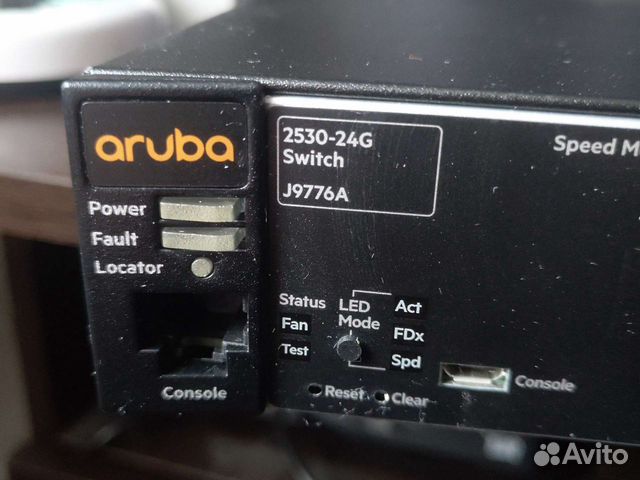 aruba
2530-24G
Switch
J9776A
Speed M
Power
Fault
Locator
Status
Fan
Test
LED
Mode
Act
FDx
Spd
Reset
Clear
Console
Console
Avito